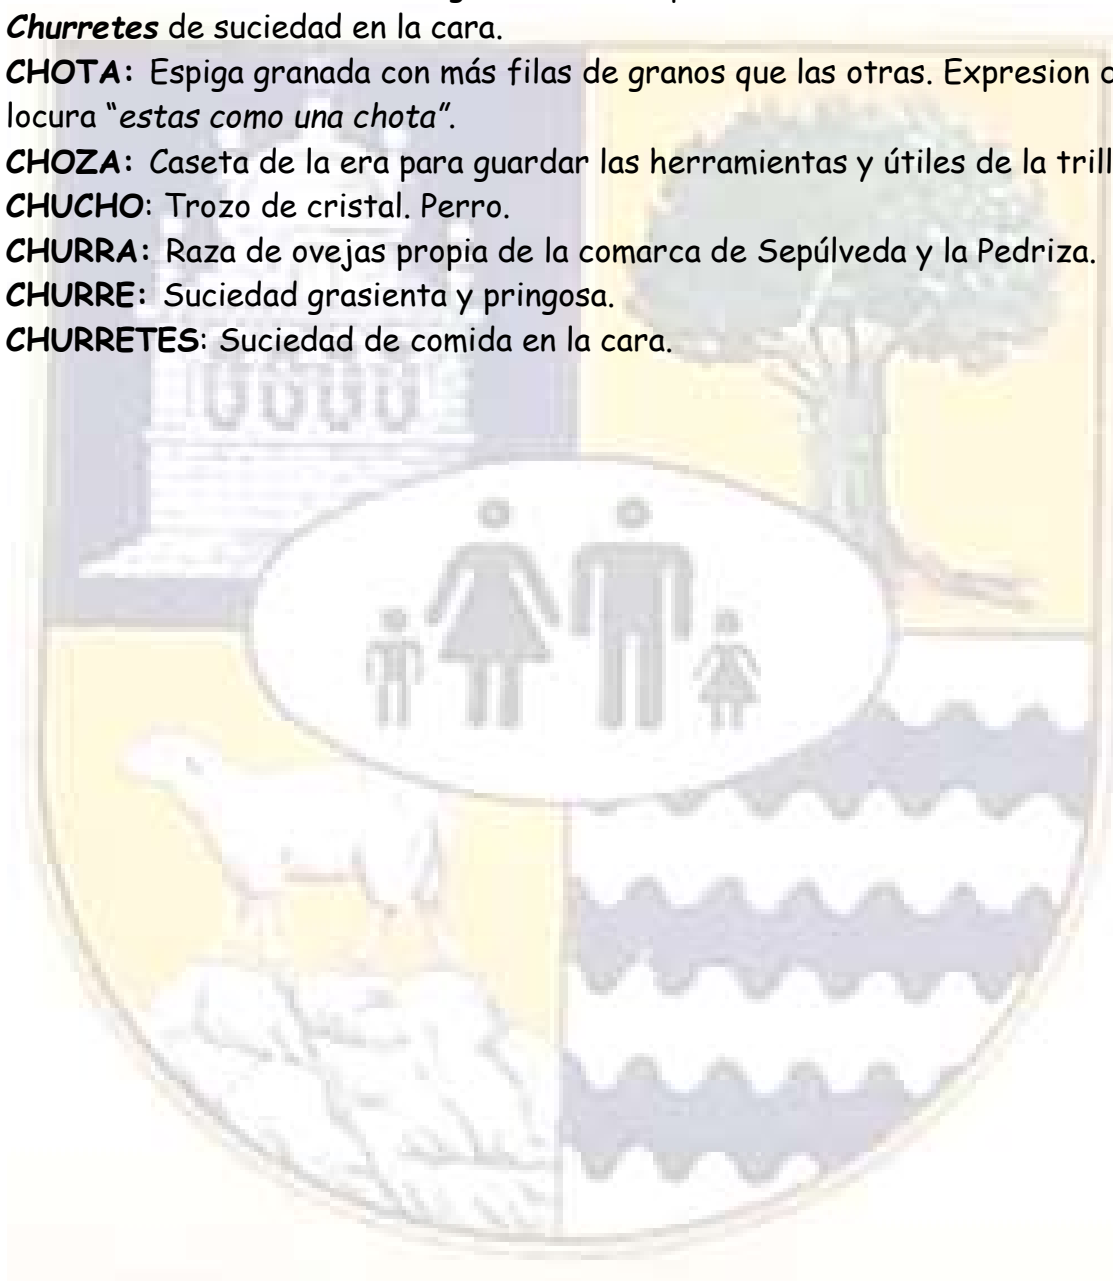 Churretes de suciedad en la cara.
CHOTA: Espiga granada con más filas de granos que las otras. Expresion
locura “estas como una chota”.
CHOZA: Caseta de la era para guardar las herramientas y útiles de la trill
CHUCHO: Trozo de cristal. Perro.
CHURRA: Raza de ovejas propia de la comarca de Sepúlveda y la Pedriza.
CHURRE: Suciedad grasienta y pringosa.
CHURRETES: Suciedad de comida en la cara.